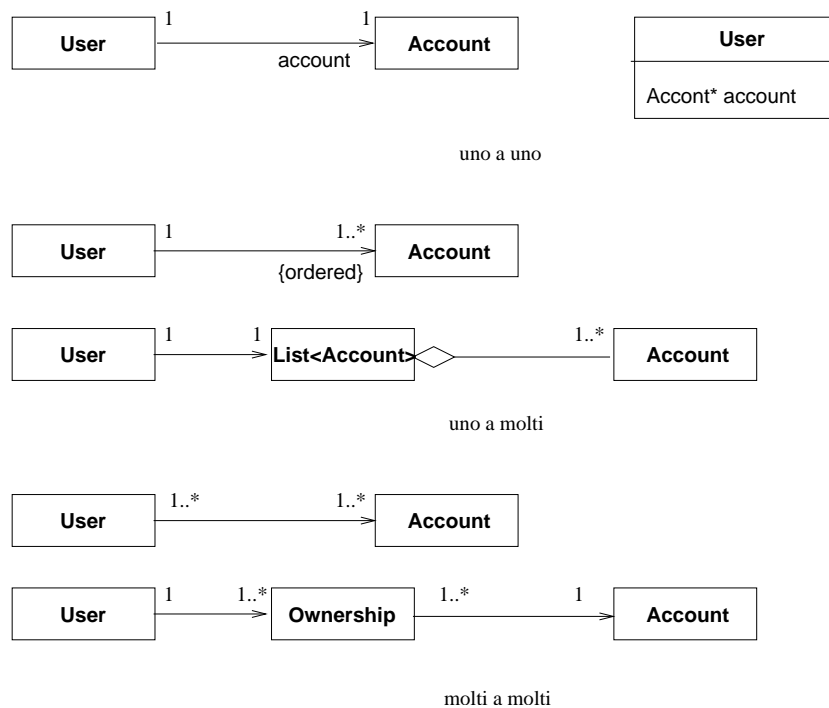 1 1 User
User Account
account
Accont* account
uno a uno
1 1..*
User Account
{ordered}
1 1 1..*
User List<Account> Account
uno a molti
1..* 1..*
User Account
1 1..* 1..* 1
User Ownership Account
molti a molti